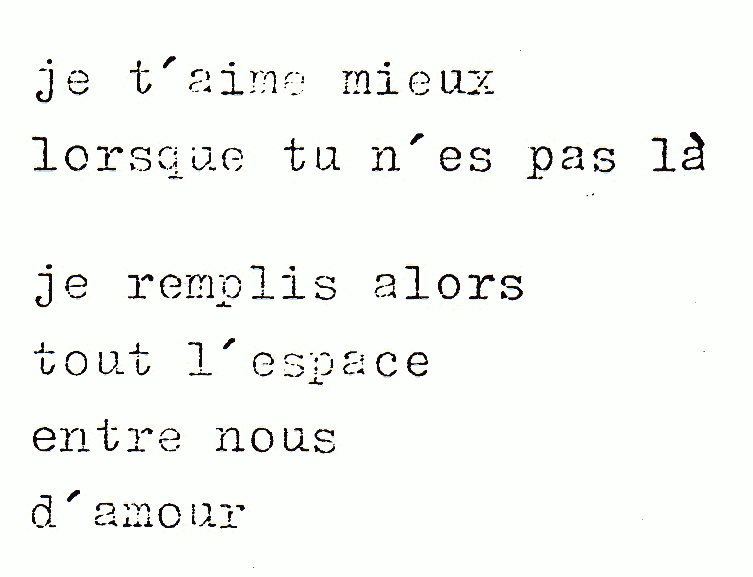 je t´aime mieux
lorsque tu n´es pas là
je remplis alors
tout l´espace
entre nous
d´amour